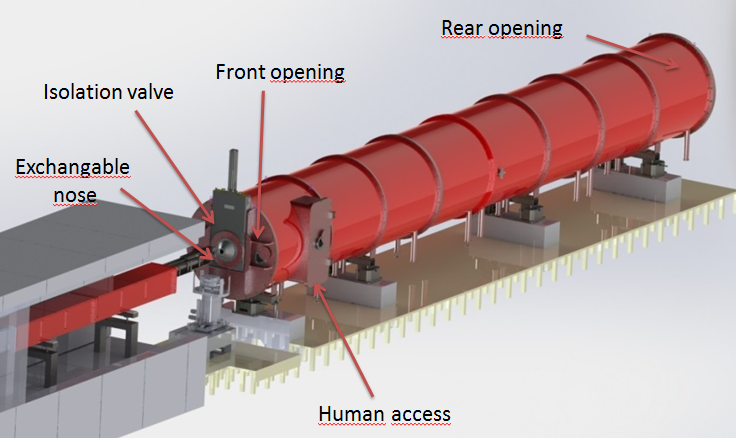 Rear opening
Front opening
Isolation valve
Exchangable
nose
Human access